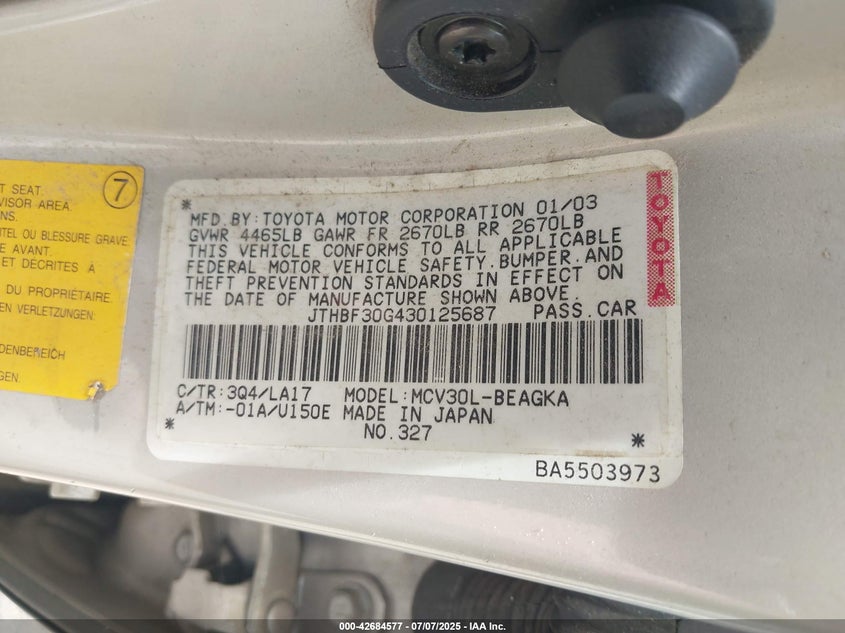 7
T SEAT.
VISOR AREA.
NS.
TEL OU BLESSURE GRAVE
E AVANT.
ET DÉCRITES À
DU PROPRIÉTAIRE
EN VERLETZUNGEN:
DENBEREICH
GEN.
*
MFD.BY:TOYOTA MOTOR CORPORATION 01/03
GVWR 4465LB GAWR FR 2670LB RR 2670LB
THIS VEHICLE CONFORMS TO ALL APPLICABLE
FEDERAL MOTOR VEHICLE SAFETY,BUMPER,AND
THEFT PREVENTION STANDARDS IN EFFECT ON
THE DATE OF MANUFACTURE SHOWN ABOVE.
JTHBF30G430125687 PASS.CAR
TOYOTA
C/TR:3Q4/LA17 MODEL:MCV30L-BEAGKA
A/TM:-01A/U150E MADE IN JAPAN
* NO.327 *
BA5503973
000-42684577 - 07/07/2025 - IAA Inc.